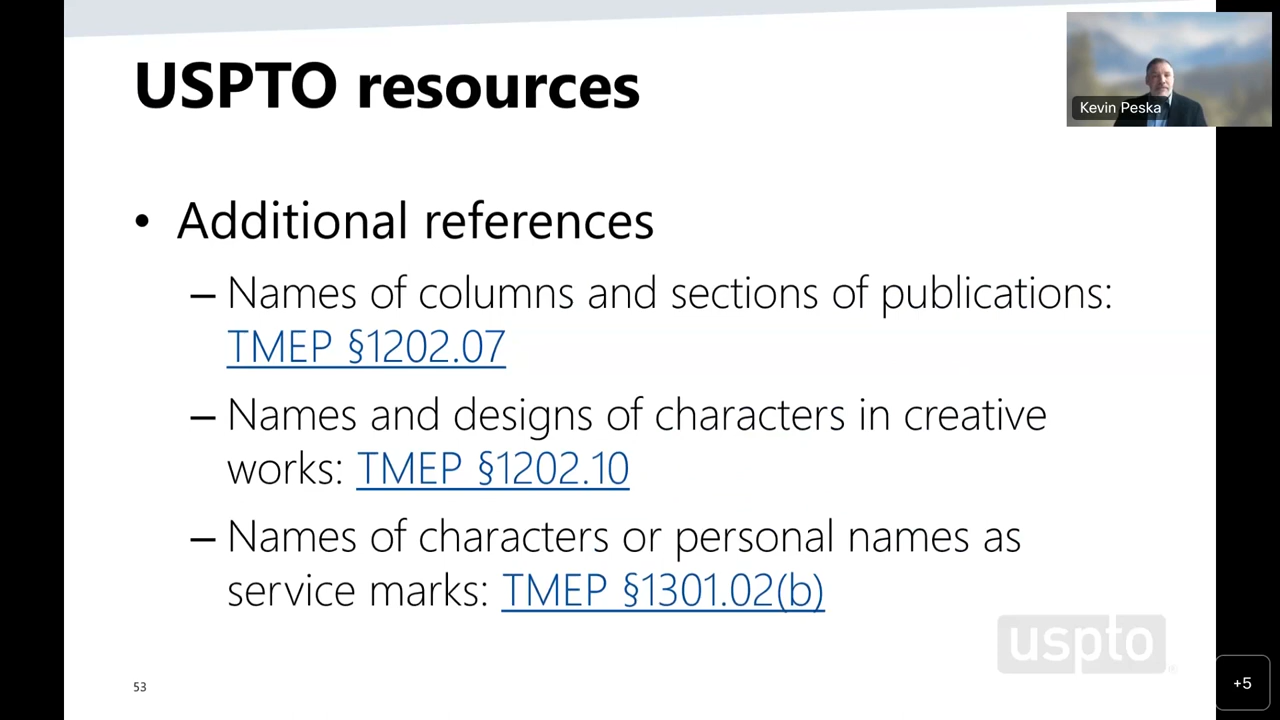 USPTO resources
Kevin Peska
• Additional references
– Names of columns and sections of publications:
TMEP §1202.07
– Names and designs of characters in creative
works: TMEP §1202.10
– Names of characters or personal names as
service marks: TMEP §1301.02(b)
uspto
53
+5